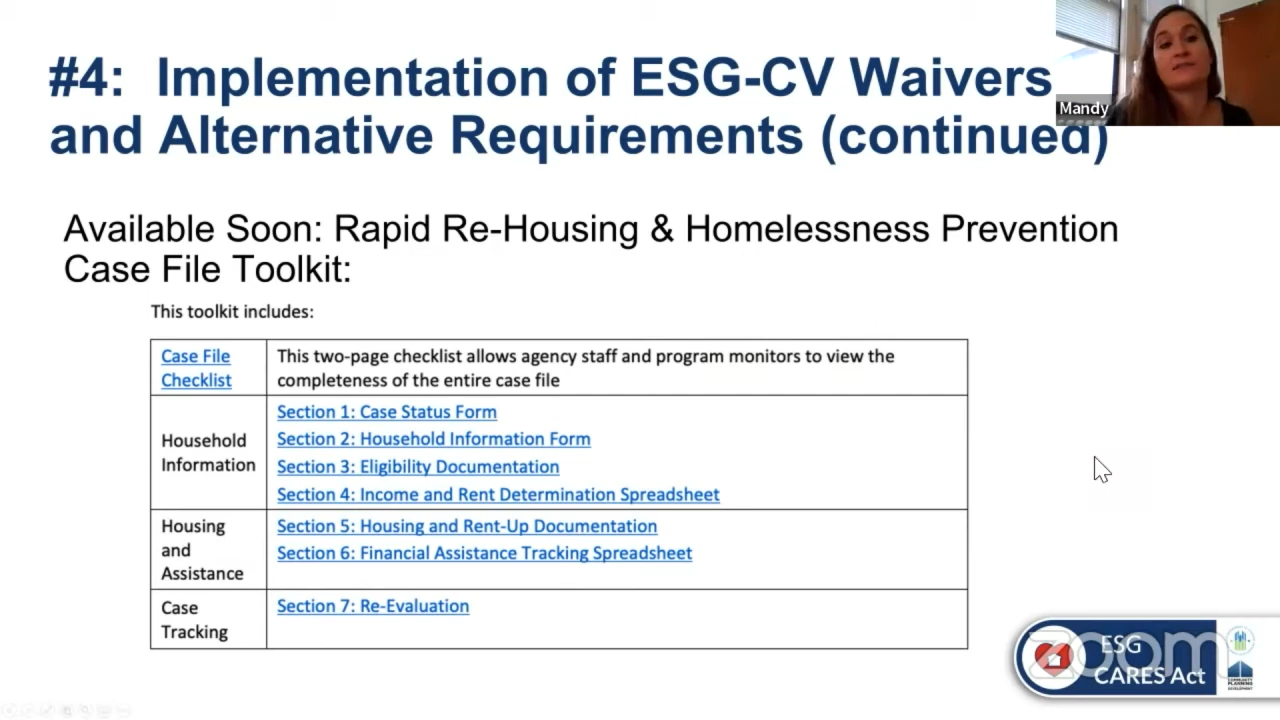 #4:  Implementation of ESG-CV Waivers
and Alternative Requirements (continued)
Mandy
Available Soon: Rapid Re-Housing & Homelessness Prevention
Case File Toolkit:
This toolkit includes:
Case File
Checklist
This two-page checklist allows agency staff and program monitors to view the
completeness of the entire case file
Household
Information
Section 1: Case Status Form
Section 2: Household Information Form
Section 3: Eligibility Documentation
Section 4: Income and Rent Determination Spreadsheet
Housing
and
Assistance
Section 5: Housing and Rent-Up Documentation
Section 6: Financial Assistance Tracking Spreadsheet
Case
Tracking
Section 7: Re-Evaluation
zoom
ESG
CARES Act
COMMUNITY
PLANNING
DEVELOPMENT